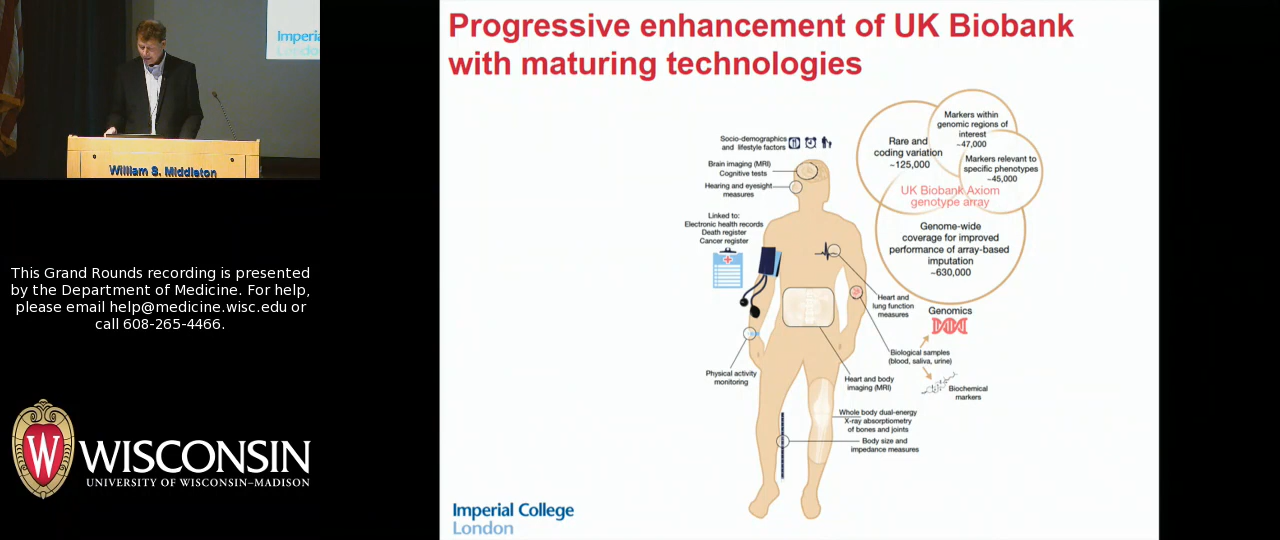 Imperial
London
William S. Middleton
This Grand Rounds recording is presented
by the Department of Medicine. For help,
please email help@medicine.wisc.edu or
call 608-265-4466.
W
WISCONSIN
UNIVERSITY OF WISCONSIN–MADISON
Progressive enhancement of UK Biobank
with maturing technologies
Socio-demographics
and lifestyle factors
Brain imaging (MRI)
Cognitive tests
Hearing and eyesight
measures
Linked to:
Electronic health records
Death register
Cancer register
Physical activity
monitoring
Rare and
coding variation
~125,000
Markers within
genomic regions of
interest
~47,000
Markers relevant to
specific phenotypes
~45,000
UK Biobank Axiom
genotype array
Genome-wide
coverage for improved
performance of array-based
imputation
~630,000
Heart and
lung function
measures
Genomics
Biological samples
(blood, saliva, urine)
Biochemical
markers
Heart and body
imaging (MRI)
Whole body dual-energy
X-ray absorptiometry
of bones and joints
Body size and
impedance measures
Imperial College
London